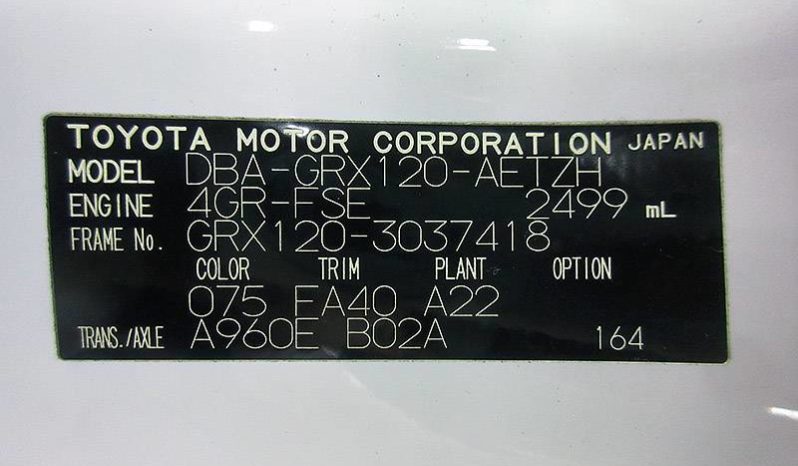 TOYOTA MOTOR CORPORATION JAPAN
MODEL DBA-GRX120-AETZH
ENGINE 4GR-FSE 2499 mL
FRAME No. GRX120-3037418
COLOR TRIM PLANT OPTION
075 FA40 A22
TRANS./AXLE A960E B02A 164